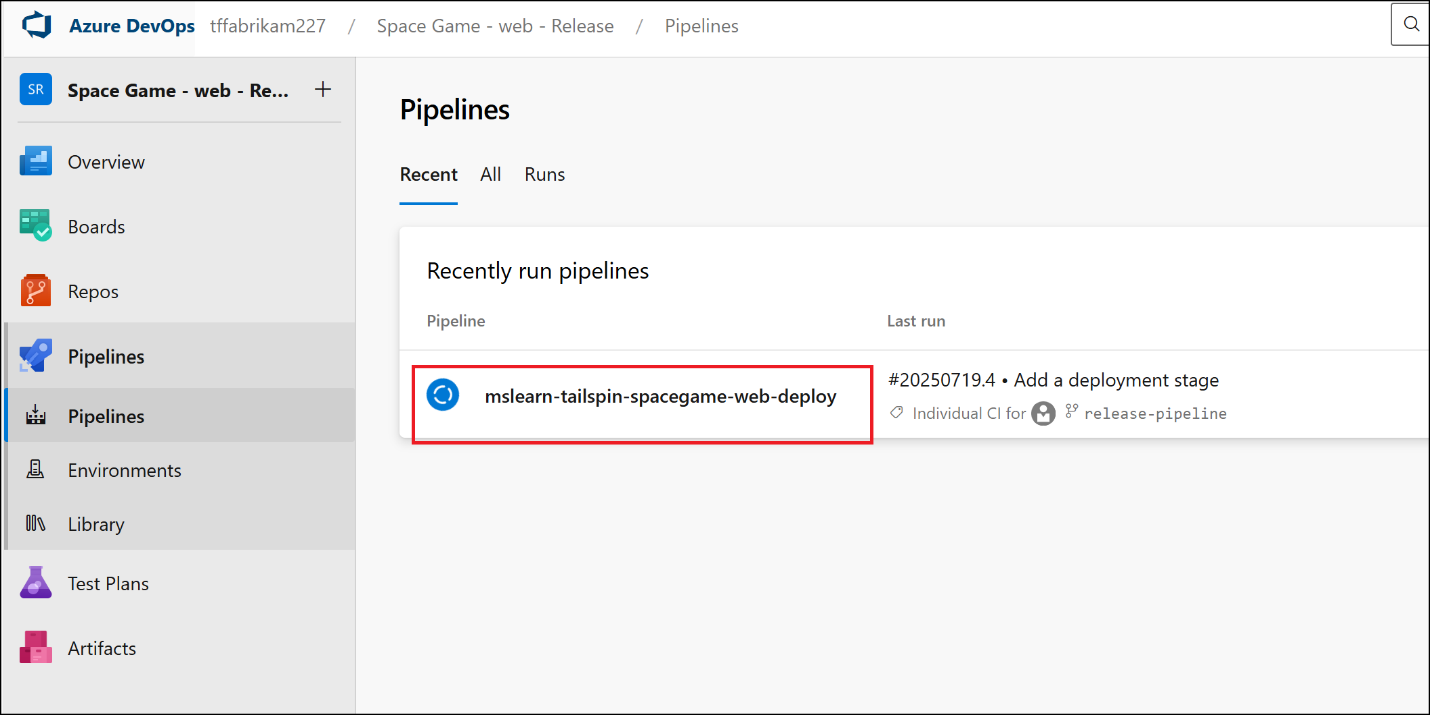 Azure DevOps tffabrikam227 / Space Game - web - Release / Pipelines
SR Space Game - web - Re... +
Overview
Boards
Repos
Pipelines
Pipelines
Environments
Library
Test Plans
Artifacts
Pipelines
Recent All Runs
Recently run pipelines
Pipeline Last run
mslearn-tailspin-spacegame-web-deploy
#20250719.4 • Add a deployment stage
Individual CI for release-pipeline